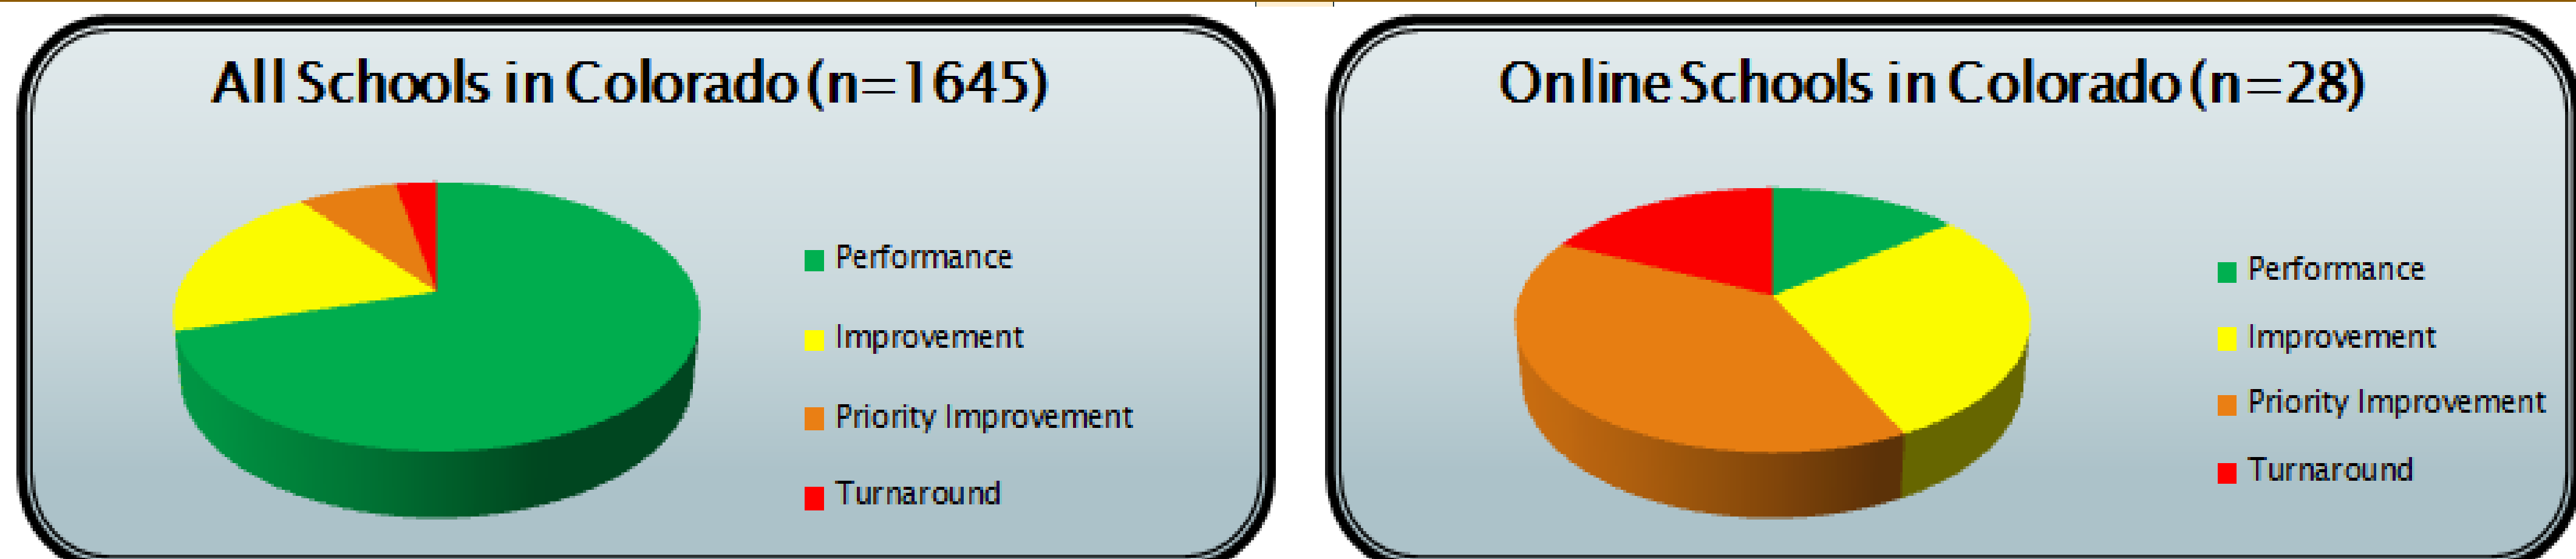 All Schools in Colorado (n=1645)
Performance
Improvement
Priority Improvement
Turnaround
Online Schools in Colorado (n=28)
Performance
Improvement
Priority Improvement
Turnaround